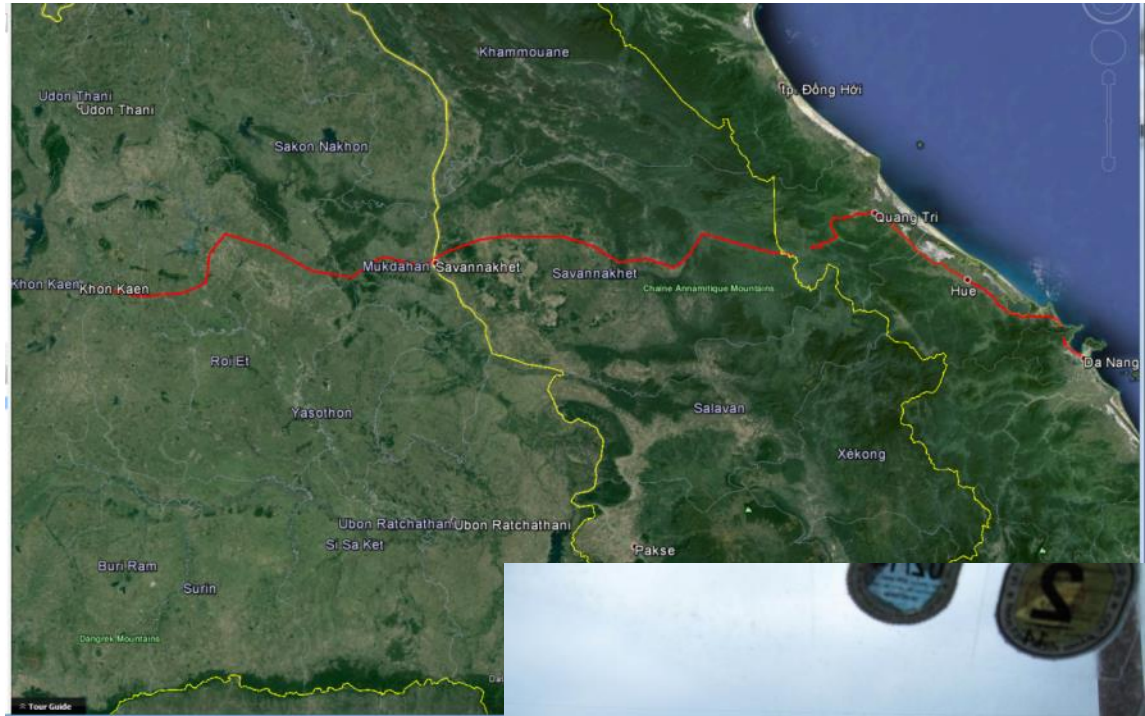 Khammouane
Udon Thani
Udon Thani
tp. Đồng Hới
Sakon Nakhon
Quang Tri
Mukdahan
Savannakhet
Savannakhet
Khon Kaen
Khon Kaen
Chaine Annamitique Mountains
Hue
Roi Et
Da Nang
Yasothon
Salavan
Xékong
Ubon Ratchathani
Si Sa Ket
Pakse
Buri Ram
Surin
Dangrek Mountains
Tour Guide
2